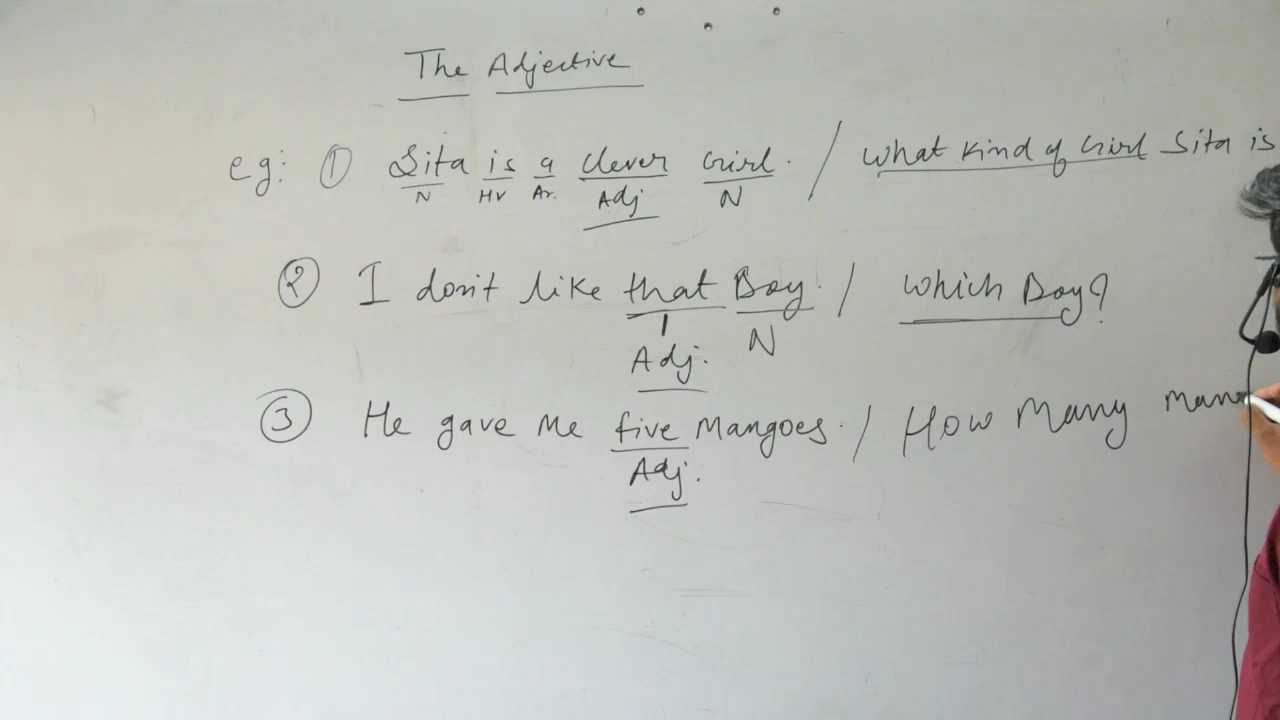 The Adjective
eg: ① Sita is a Clever Girl. / What Kind of Girl Sita is
N HV Ar. Adj N
② I don't like that Boy. / Which Boy?
Adj. N
③ He gave me five Mangoes. / How Many Man
Adj.